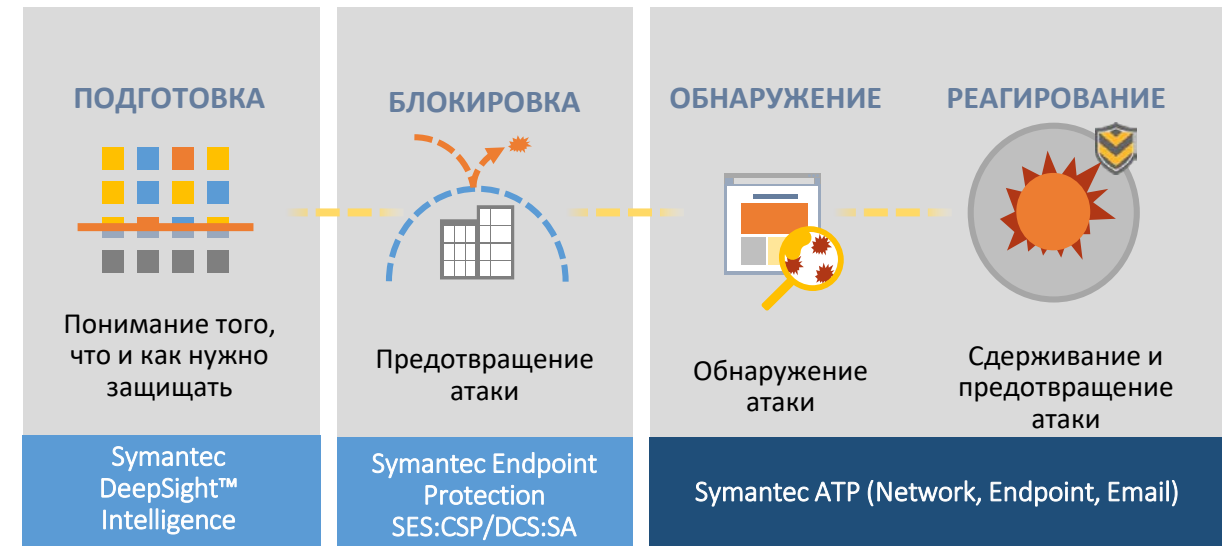 ПОДГОТОВКА
Понимание того,
что и как нужно
защищать
Symantec
DeepSight™
Intelligence
БЛОКИРОВКА
Предотвращение
атаки
Symantec Endpoint
Protection
SES:CSP/DCS:SA
ОБНАРУЖЕНИЕ
Обнаружение
атаки
РЕАГИРОВАНИЕ
Сдерживание и
предотвращение
атаки
Symantec ATP (Network, Endpoint, Email)